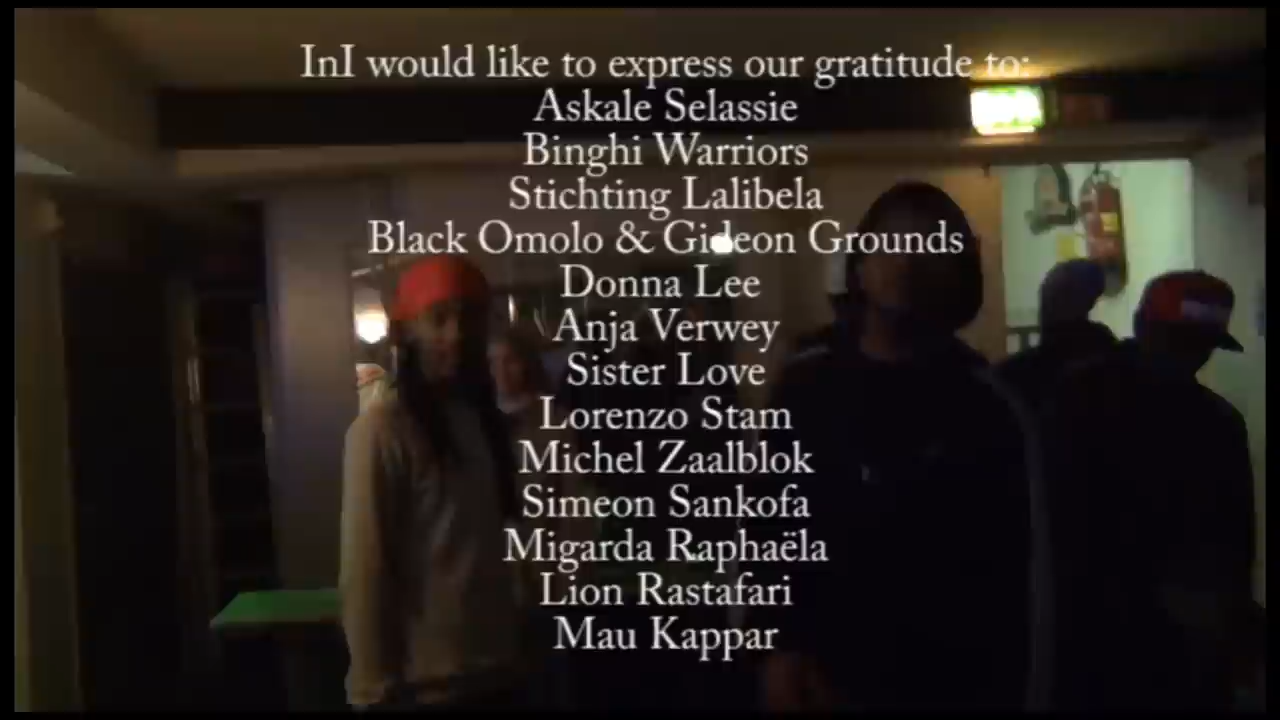 InI would like to express our gratitude to:
Askale Selassie
Binghi Warriors
Stichting Lalibela
Black Omolo & Gideon Grounds
Donna Lee
Anja Verwey
Sister Love
Lorenzo Stam
Michel Zaalblok
Simeon Sankofa
Migarda Raphaëla
Lion Rastafari
Mau Kappar